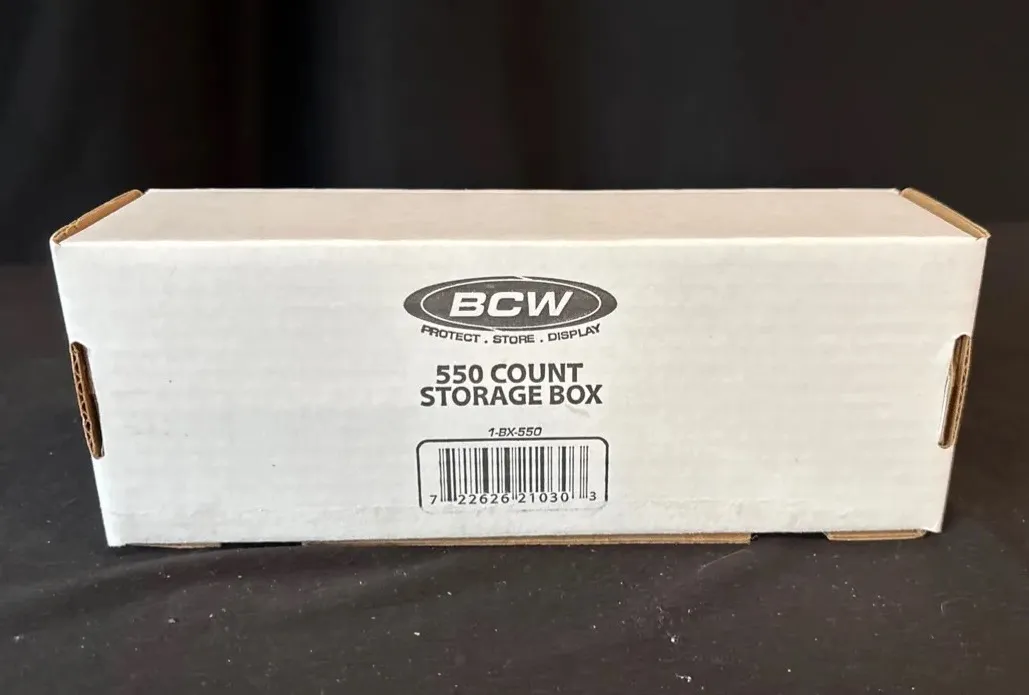 BCW
PROTECT . STORE . DISPLAY
550 COUNT
STORAGE BOX
1-BX-550
7 22626 21030 3